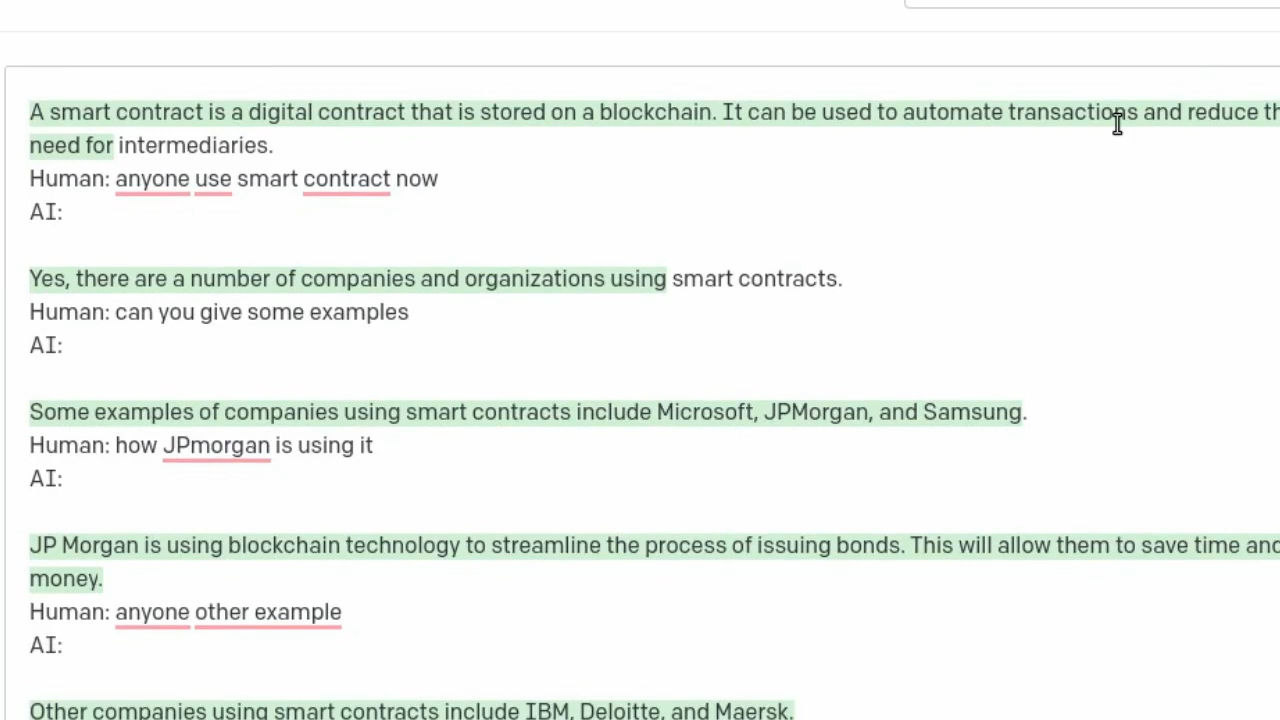 A smart contract is a digital contract that is stored on a blockchain. It can be used to automate transactions and reduce
need for intermediaries.
Human: anyone use smart contract now
AI:
Yes, there are a number of companies and organizations using smart contracts.
Human: can you give some examples
AI:
Some examples of companies using smart contracts include Microsoft, JPMorgan, and Samsung.
Human: how JPmorgan is using it
AI:
JP Morgan is using blockchain technology to streamline the process of issuing bonds. This will allow them to save time and
money.
Human: anyone other example
AI:
Other companies using smart contracts include IBM, Deloitte, and Maersk.